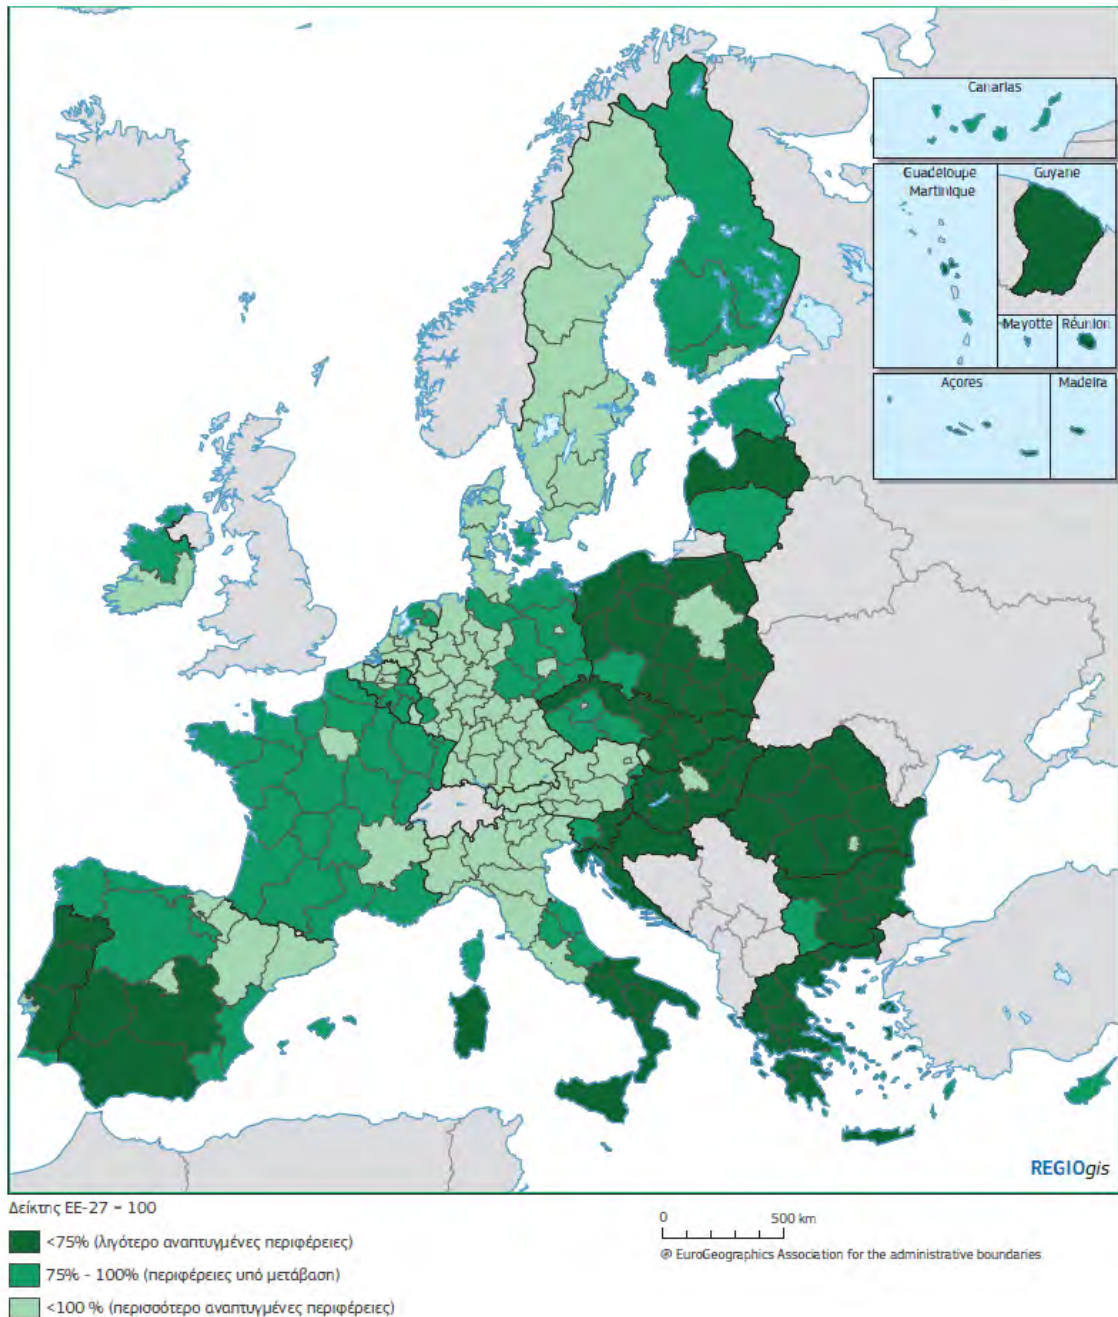 Canarias
Guadeloupe
Martinique
Guyane
Mayotte
Réunion
Açores
Madeira
REGIOgis
Δείκτης ΕΕ-27 = 100
<75% (λιγότερο αναπτυγμένες περιφέρειες)
75% - 100% (περιφέρειες υπό μετάβαση)
<100 % (περισσότερο αναπτυγμένες περιφέρειες)
0 500 km
© EuroGeographics Association for the administrative boundaries